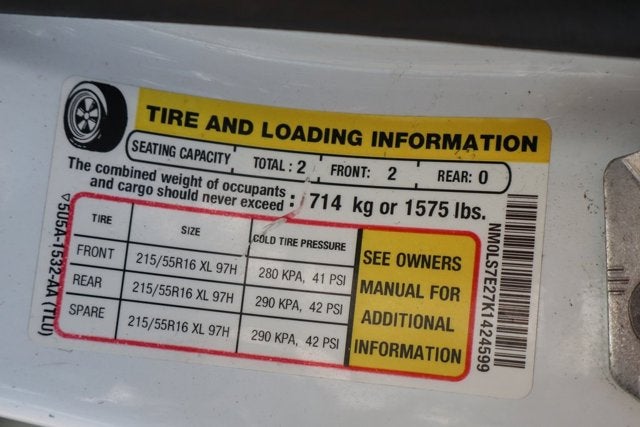 TIRE AND LOADING INFORMATION
SEATING CAPACITY TOTAL : 2 FRONT: 2 REAR: 0
The combined weight of occupants
and cargo should never exceed : 714 kg or 1575 lbs.
TIRE SIZE COLD TIRE PRESSURE
FRONT 215/55R16 XL 97H 280 KPA, 41 PSI
REAR 215/55R16 XL 97H 290 KPA, 42 PSI
SPARE 215/55R16 XL 97H 290 KPA, 42 PSI
SEE OWNERS
MANUAL FOR
ADDITIONAL
INFORMATION
5U5A-1532-AA (TLU)
NM0LS7E27K1424599